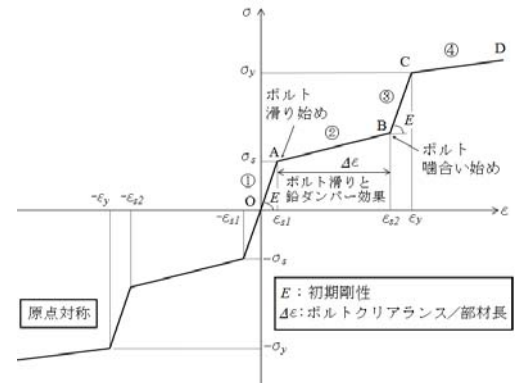 σ
④
D
C
σy
③
ボルト
滑り始め
②
B
E
A
ボルト
噛合い始め
σs
Δε
①
ボルト滑りと
鉛ダンパー効果
−εy
−εs2
−εs1
O
E
εs1
εs2
εy
ε
−σs
原点対称
E：初期剛性
Δε：ボルトクリアランス／部材長
−σy